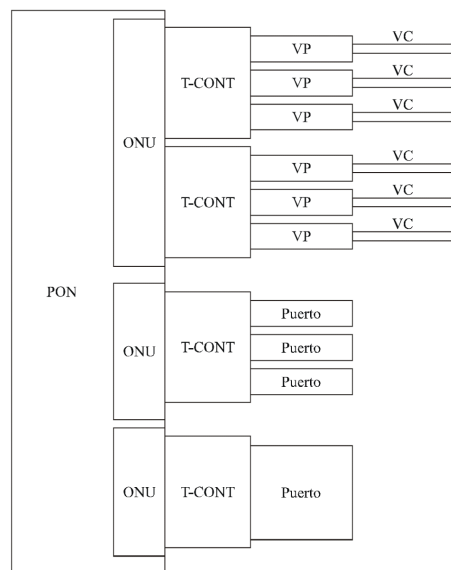 VP VC
T-CONT VP VC
VP VC
ONU
VP VC
T-CONT VP VC
VP VC
PON
Puerto
ONU T-CONT Puerto
Puerto
ONU T-CONT Puerto